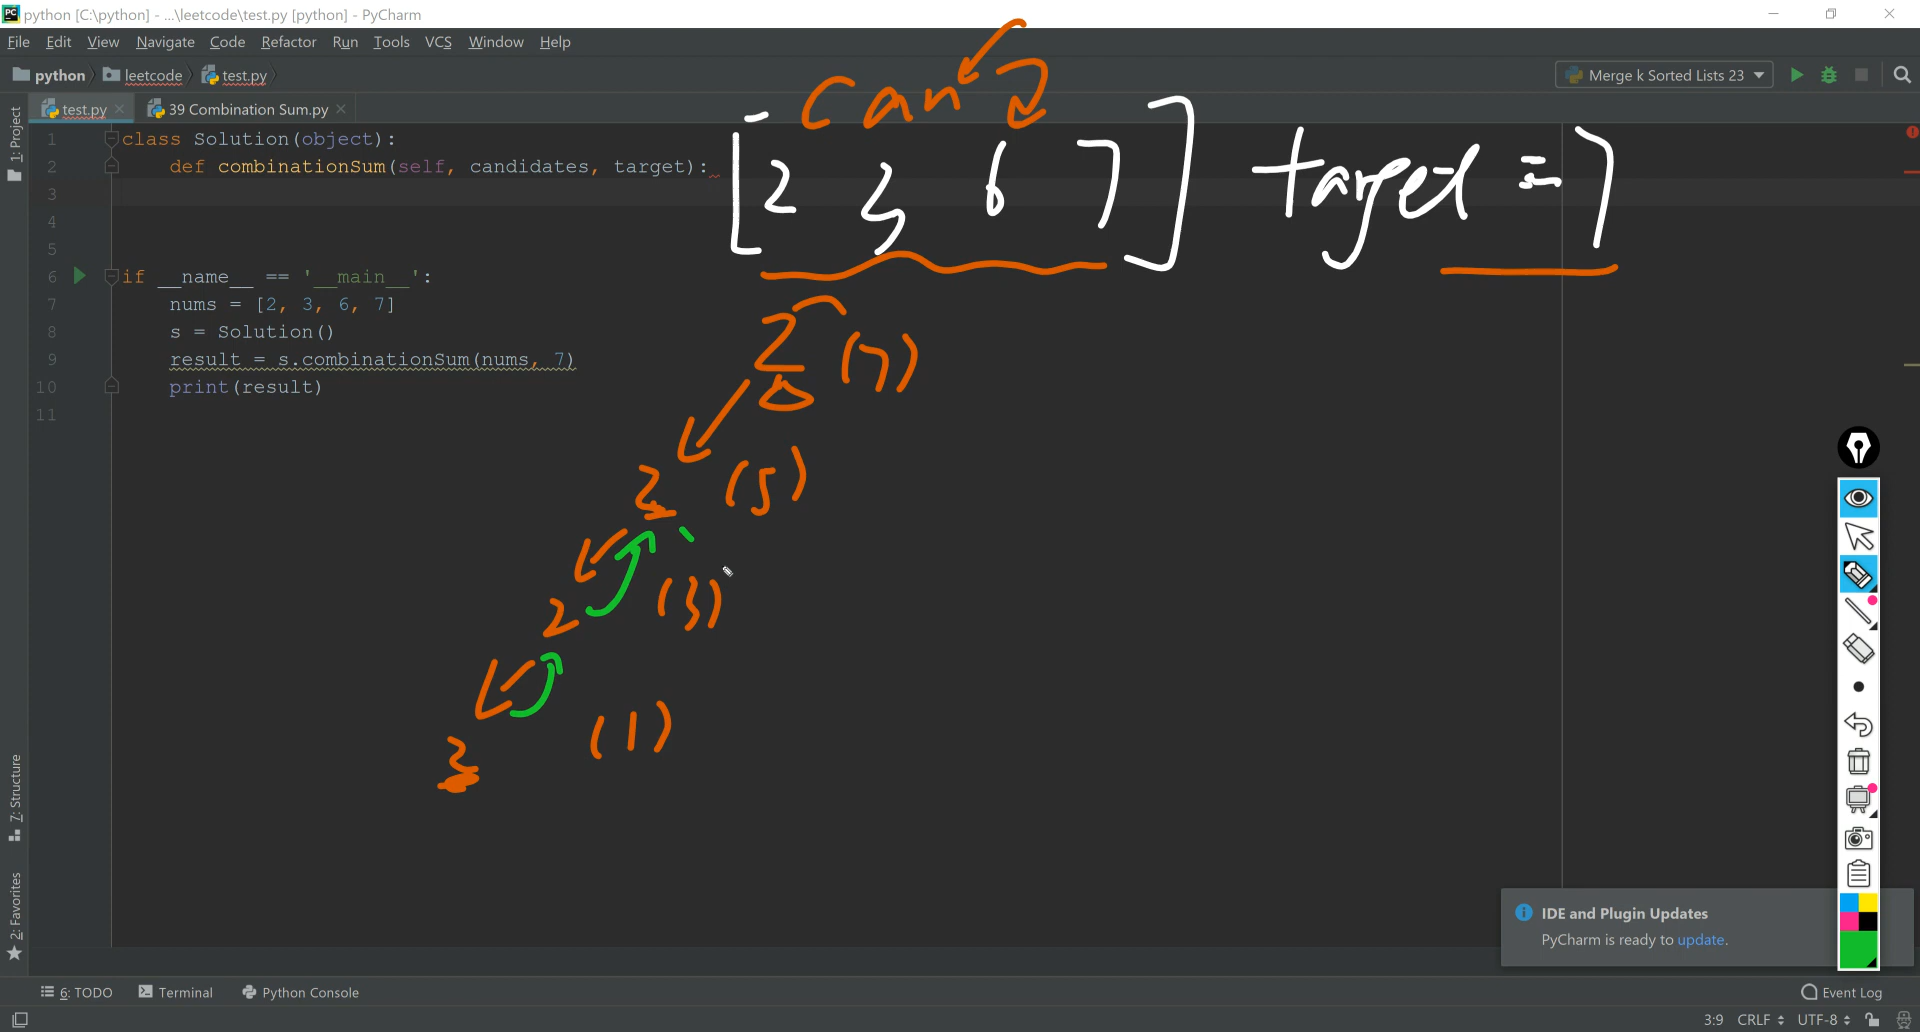 python [C:\python] - ...\leetcode\test.py [python] - PyCharm
File Edit View Navigate Code Refactor Run Tools VCS Window Help
python leetcode test.py
Merge k Sorted Lists 23
test.py 39 Combination Sum.py
1: Project
1 class Solution(object):
2 def combinationSum(self, candidates, target):
3
4
5
6 if __name__ == '__main__':
7 nums = [2, 3, 6, 7]
8 s = Solution()
9 result = s.combinationSum(nums, 7)
10 print(result)
11
can
[2 3 6 7] target = 7
2 (7)
2 (5)
2 (3)
(1)
7: Structure
2: Favorites
IDE and Plugin Updates
PyCharm is ready to update.
6: TODO Terminal Python Console
Event Log
3:9 CRLF UTF-8